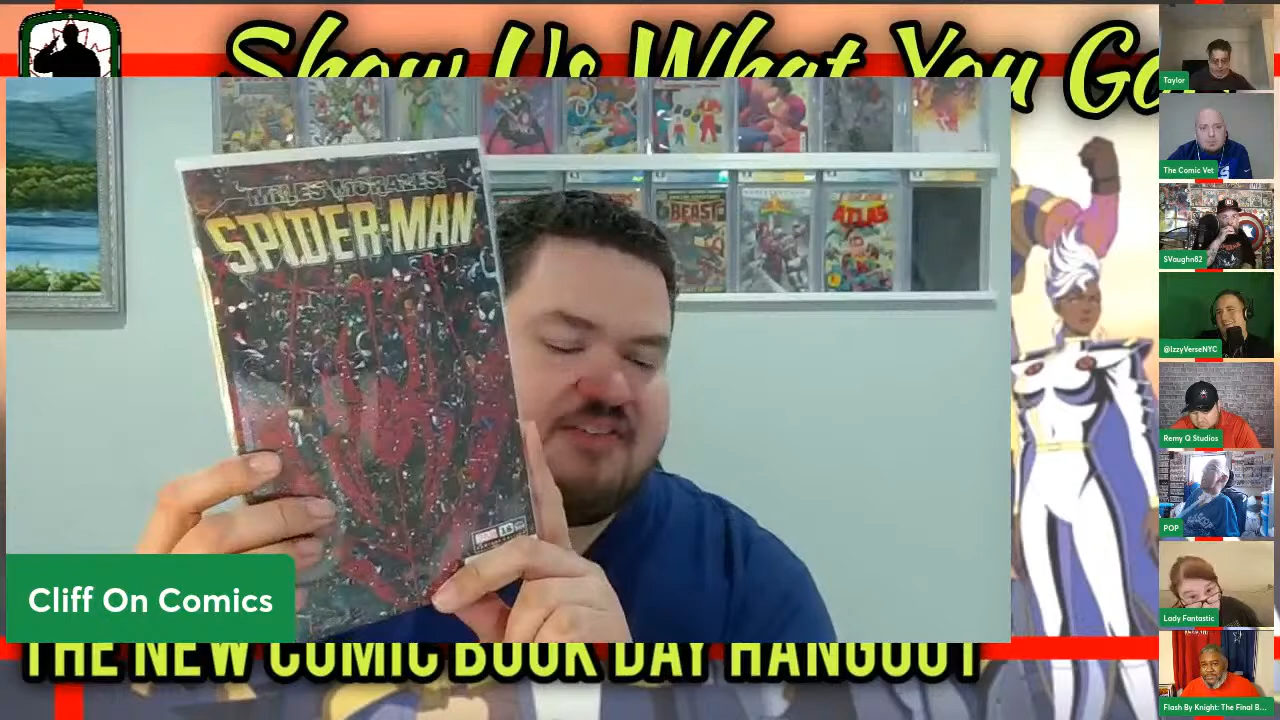 Show Us What You Go
MILES MORALES
SPIDER-MAN
MARVEL
BEAST
ATLAS
Cliff On Comics
THE NEW COMIC BOOK DAY HANGOUT
Taylor
The Comic Vet
SVaughn82
@IzzyVerseNYC
Remy Q Studios
POP
Lady Fantastic
Flash By Knight: The Final B...